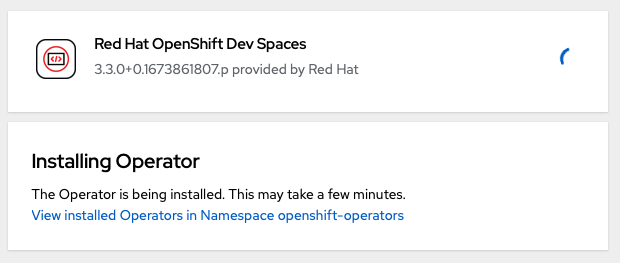 Red Hat OpenShift Dev Spaces
3.3.0+0.1673861807.p provided by Red Hat
Installing Operator
The Operator is being installed. This may take a few minutes.
View installed Operators in Namespace openshift-operators